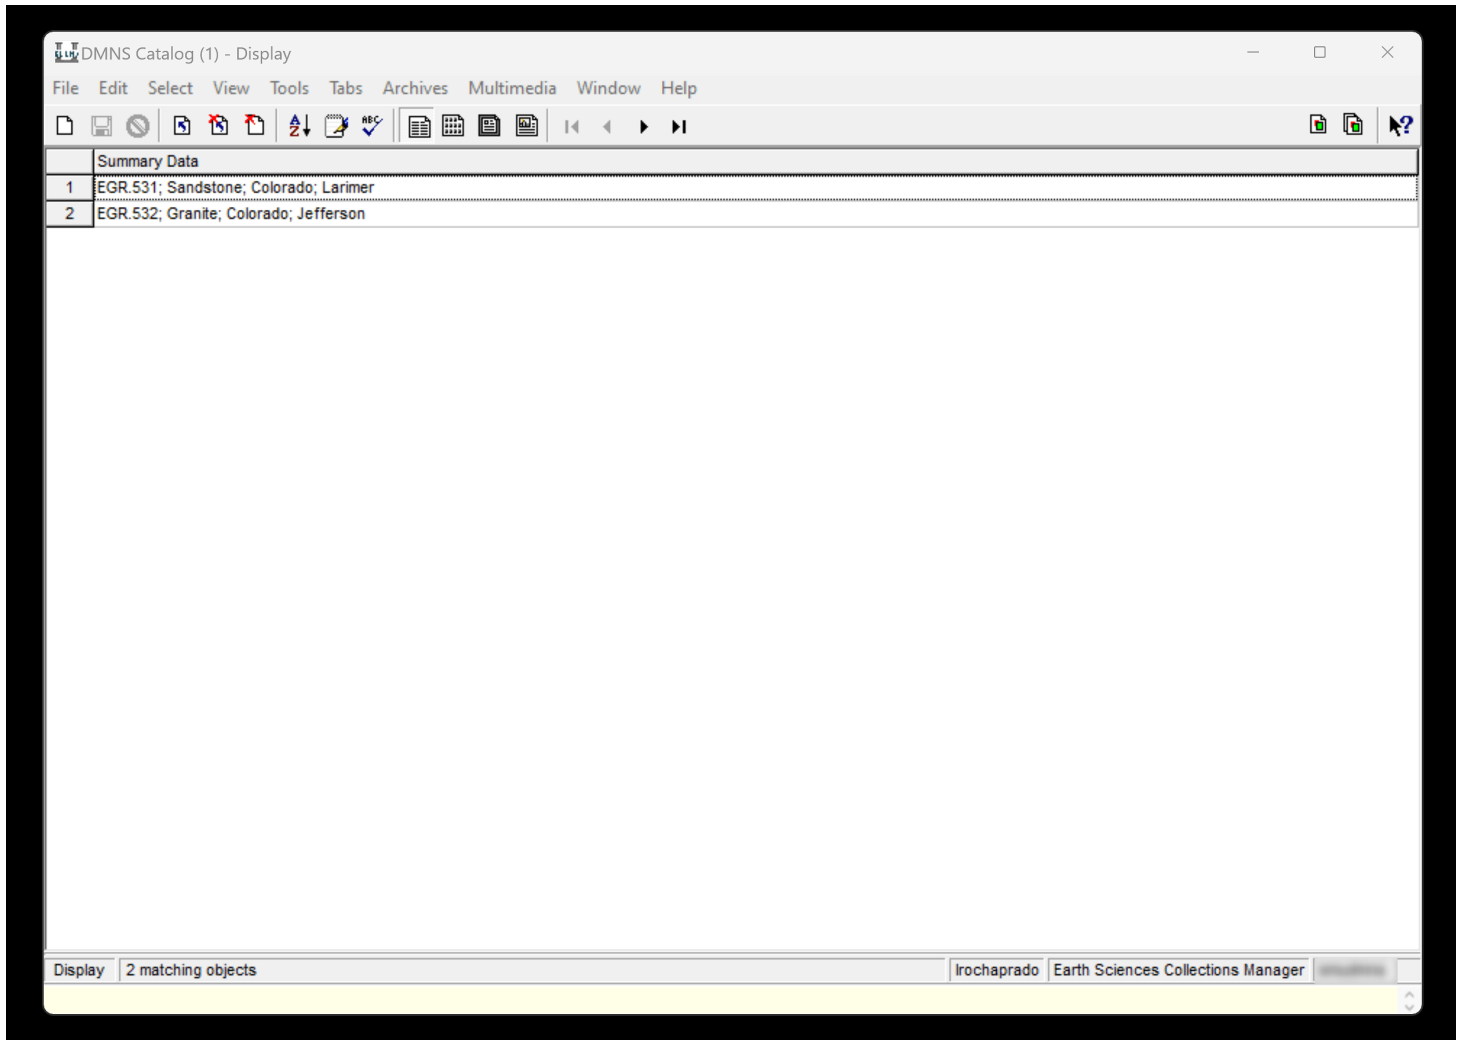 DMNS Catalog (1) - Display
File Edit Select View Tools Tabs Archives Multimedia Window Help
Summary Data
1 EGR.531; Sandstone; Colorado; Larimer
2 EGR.532; Granite; Colorado; Jefferson
Display 2 matching objects lrochaprado Earth Sciences Collections Manager